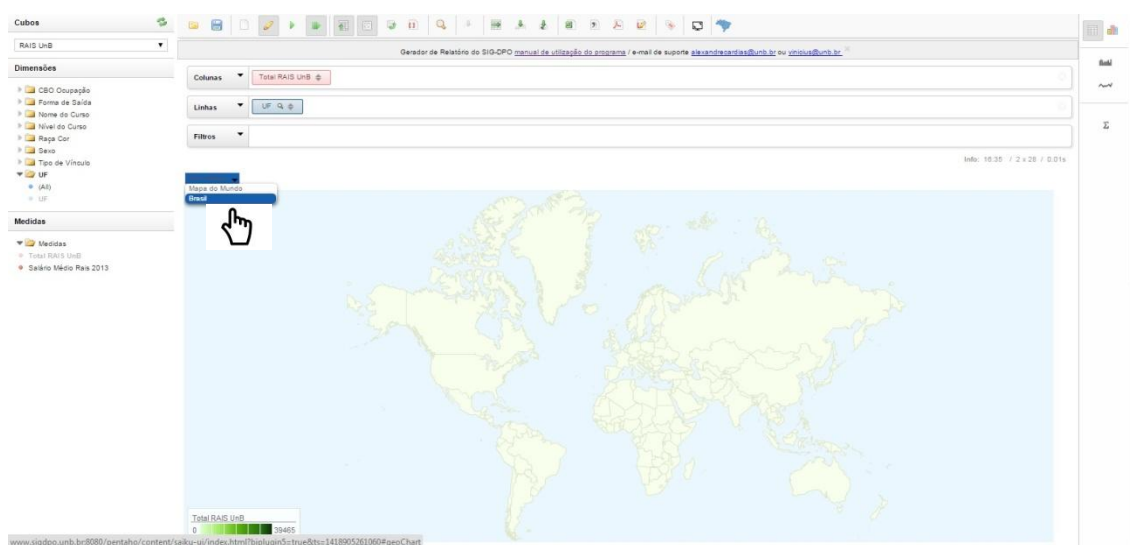 Cubos
RAIS UnB
Dimensões
CBO Ocupação
Forma de Saída
Nome do Curso
Nível do Curso
Raça Cor
Sexo
Tipo de Vínculo
UF
(All)
UF
Medidas
Medidas
Total RAIS UnB
Salário Médio Rais 2013
Gerador de Relatório do SIG-DPO manual de utilização do programa / e-mail de suporte alexandrecardias@unb.br ou vinicius@unb.br
Colunas Total RAIS UnB
Linhas UF
Filtros
Info: 16:35 / 2 x 28 / 0.01s
Mapa do Mundo
Brasil
Total RAIS UnB
0 39465
www.sigdpo.unb.br:8080/pentaho/content/saiku-ui/index.html?biplugin5=true&ts=1418905261060#geoChart